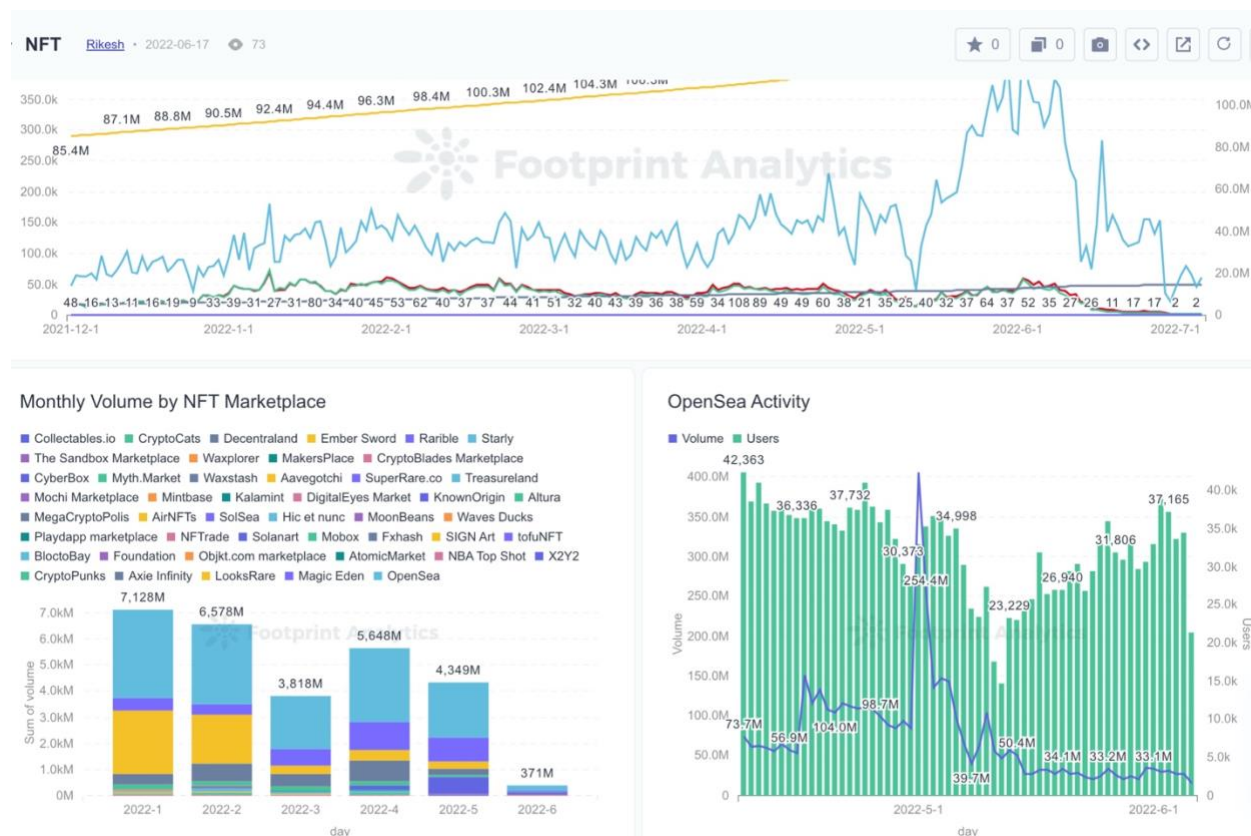 NFT Rikesh • 2022-06-17 73 0 0
350.0k
300.0k
250.0k
200.0k
150.0k
100.0k
50.0k
0
85.4M 87.1M 88.8M 90.5M 92.4M 94.4M 96.3M 98.4M 100.3M 102.4M 104.3M
Footprint Analytics
80.0M
60.0M
40.0M
20.0M
0
48 16 13 11 16 19 9 33 39 31 27 31 80 34 40 45 53 62 40 37 37 44 41 51 32 40 43 39 36 38 59 34 108 89 49 49 60 38 21 35 25 40 32 37 64 37 52 35 27 26 11 17 17 2 2
2021-12-1 2022-1-1 2022-2-1 2022-3-1 2022-4-1 2022-5-1 2022-6-1 2022-7-1
Monthly Volume by NFT Marketplace
Collectables.io CryptoCats Decentraland Ember Sword Rarible Starly
The Sandbox Marketplace Waxplorer MakersPlace CryptoBlades Marketplace
CyberBox Myth.Market Waxstash Aavegotchi SuperRare.co Treasureland
Mochi Marketplace Mintbase Kalamint DigitalEyes Market KnownOrigin Altura
MegaCryptoPolis AirNFTs SolSea Hic et nunc MoonBeans Waves Ducks
Playdapp marketplace NFTrade Solanart Mobox Fxhash SIGN Art tofuNFT
BloctoBay Foundation Objkt.com marketplace AtomicMarket NBA Top Shot X2Y2
CryptoPunks Axie Infinity LooksRare Magic Eden OpenSea
7,128M 6,578M 3,818M 5,648M 4,349M 371M
7.0kM
6.0kM
5.0kM
4.0kM
3.0kM
2.0kM
1.0kM
0M
Sum of volume
Footprint Analytics
2022-1 2022-2 2022-3 2022-4 2022-5 2022-6
day
OpenSea Activity
Volume Users
42,363 36,336 37,732 30,373 34,998 23,229 26,940 31,806 37,165
400.0M
350.0M
300.0M
250.0M
200.0M
150.0M
100.0M
50.0M
0
Volume
73.7M 56.9M 104.0M 98.7M 254.4M 39.7M 50.4M 34.1M 33.2M 33.1M
40.0k
35.0k
30.0k
25.0k
20.0k
15.0k
10.0k
5.0k
0
Users
2022-5-1 2022-6-1
day